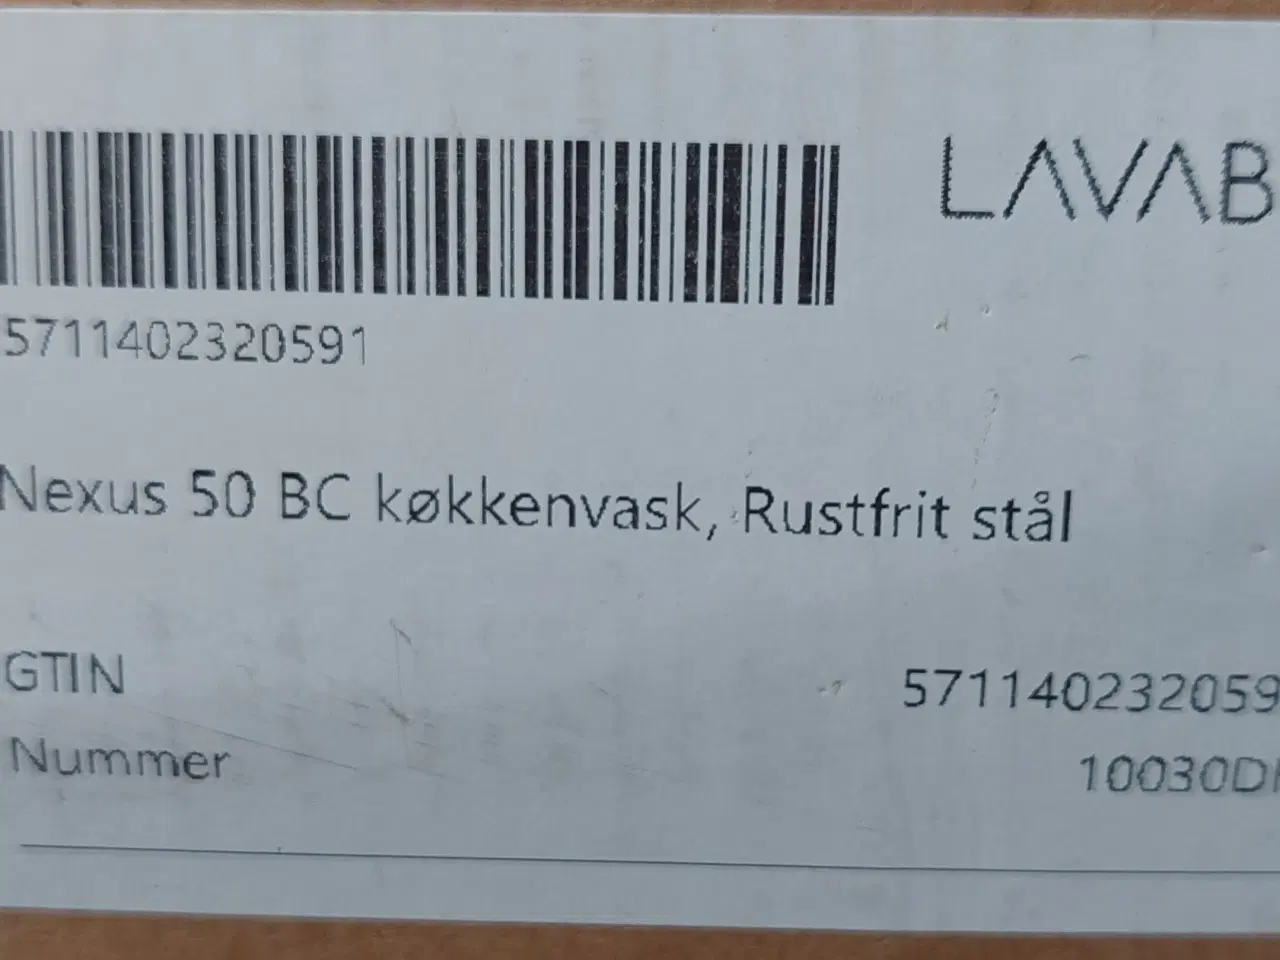 LAVAB
5711402320591
Nexus 50 BC køkkenvask, Rustfrit stål
GTIN 571140232059
Nummer 10030D